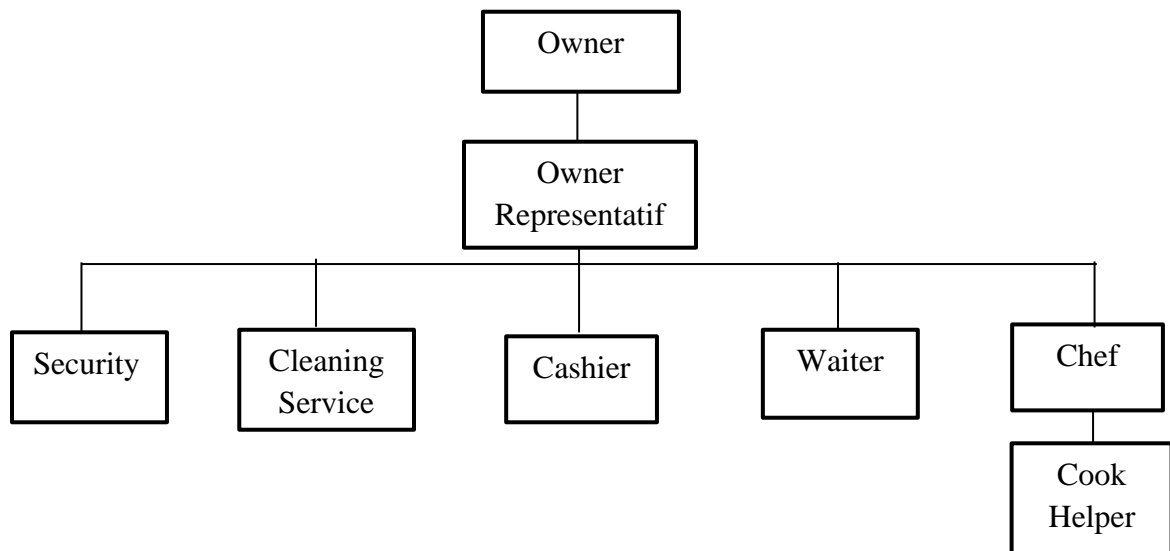 Owner
Owner
Representatif
Security
Cleaning
Service
Cashier
Waiter
Chef
Cook
Helper